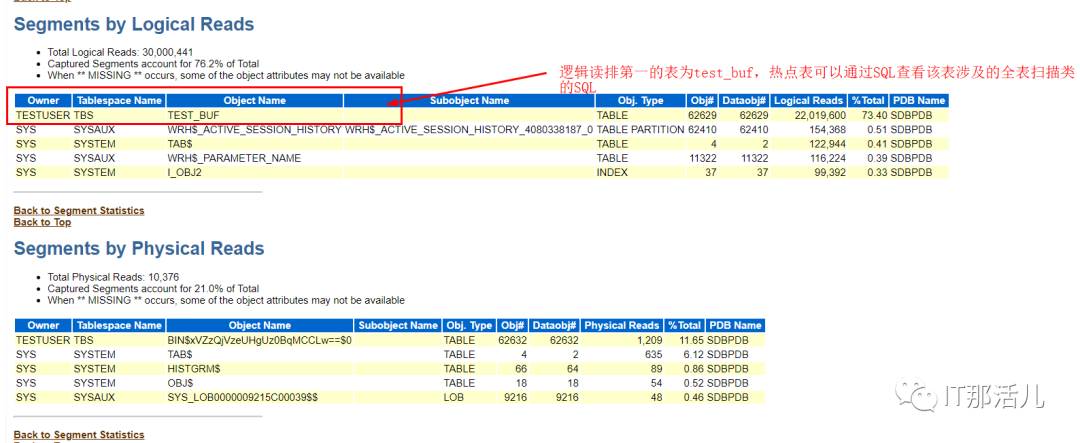 Back to Top
Segments by Logical Reads
Total Logical Reads: 30,000,441
Captured Segments account for 76.2% of Total
When ** MISSING ** occurs, some of the object attributes may not be available
逻辑读排第一的表为test_buf，热点表可以通过SQL查看该表涉及的全表扫描类
的SQL
Owner Tablespace Name Object Name Subobject Name Obj. Type Obj# Dataobj# Logical Reads %Total PDB Name
TESTUSER TBS TEST_BUF TABLE 62629 62629 22,019,600 73.40 SDBPDB
SYS SYSAUX WRH$_ACTIVE_SESSION_HISTORY WRH$_ACTIVE_SESSION_HISTORY_4080338187_0 TABLE PARTITION 62410 62410 154,368 0.51 SDBPDB
SYS SYSTEM TAB$ TABLE 4 2 122,944 0.41 SDBPDB
SYS SYSAUX WRH$_PARAMETER_NAME TABLE 11322 11322 116,224 0.39 SDBPDB
SYS SYSTEM I_OBJ2 INDEX 37 37 99,392 0.33 SDBPDB
Back to Segment Statistics
Back to Top
Segments by Physical Reads
Total Physical Reads: 10,376
Captured Segments account for 21.0% of Total
When ** MISSING ** occurs, some of the object attributes may not be available
Owner Tablespace Name Object Name Subobject Name Obj. Type Obj# Dataobj# Physical Reads %Total PDB Name
TESTUSER TBS BIN$xVZzQjVzeUHgUz0BqMCCLw==$0 TABLE 62632 62632 1,209 11.65 SDBPDB
SYS SYSTEM TAB$ TABLE 4 2 635 6.12 SDBPDB
SYS SYSTEM HISTGRM$ TABLE 66 64 89 0.86 SDBPDB
SYS SYSTEM OBJ$ TABLE 18 18 54 0.52 SDBPDB
SYS SYSAUX SYS_LOB0000009215C00039$$ LOB 9216 9216 48 0.46 SDBPDB
IT那活儿
Back to Segment Statistics